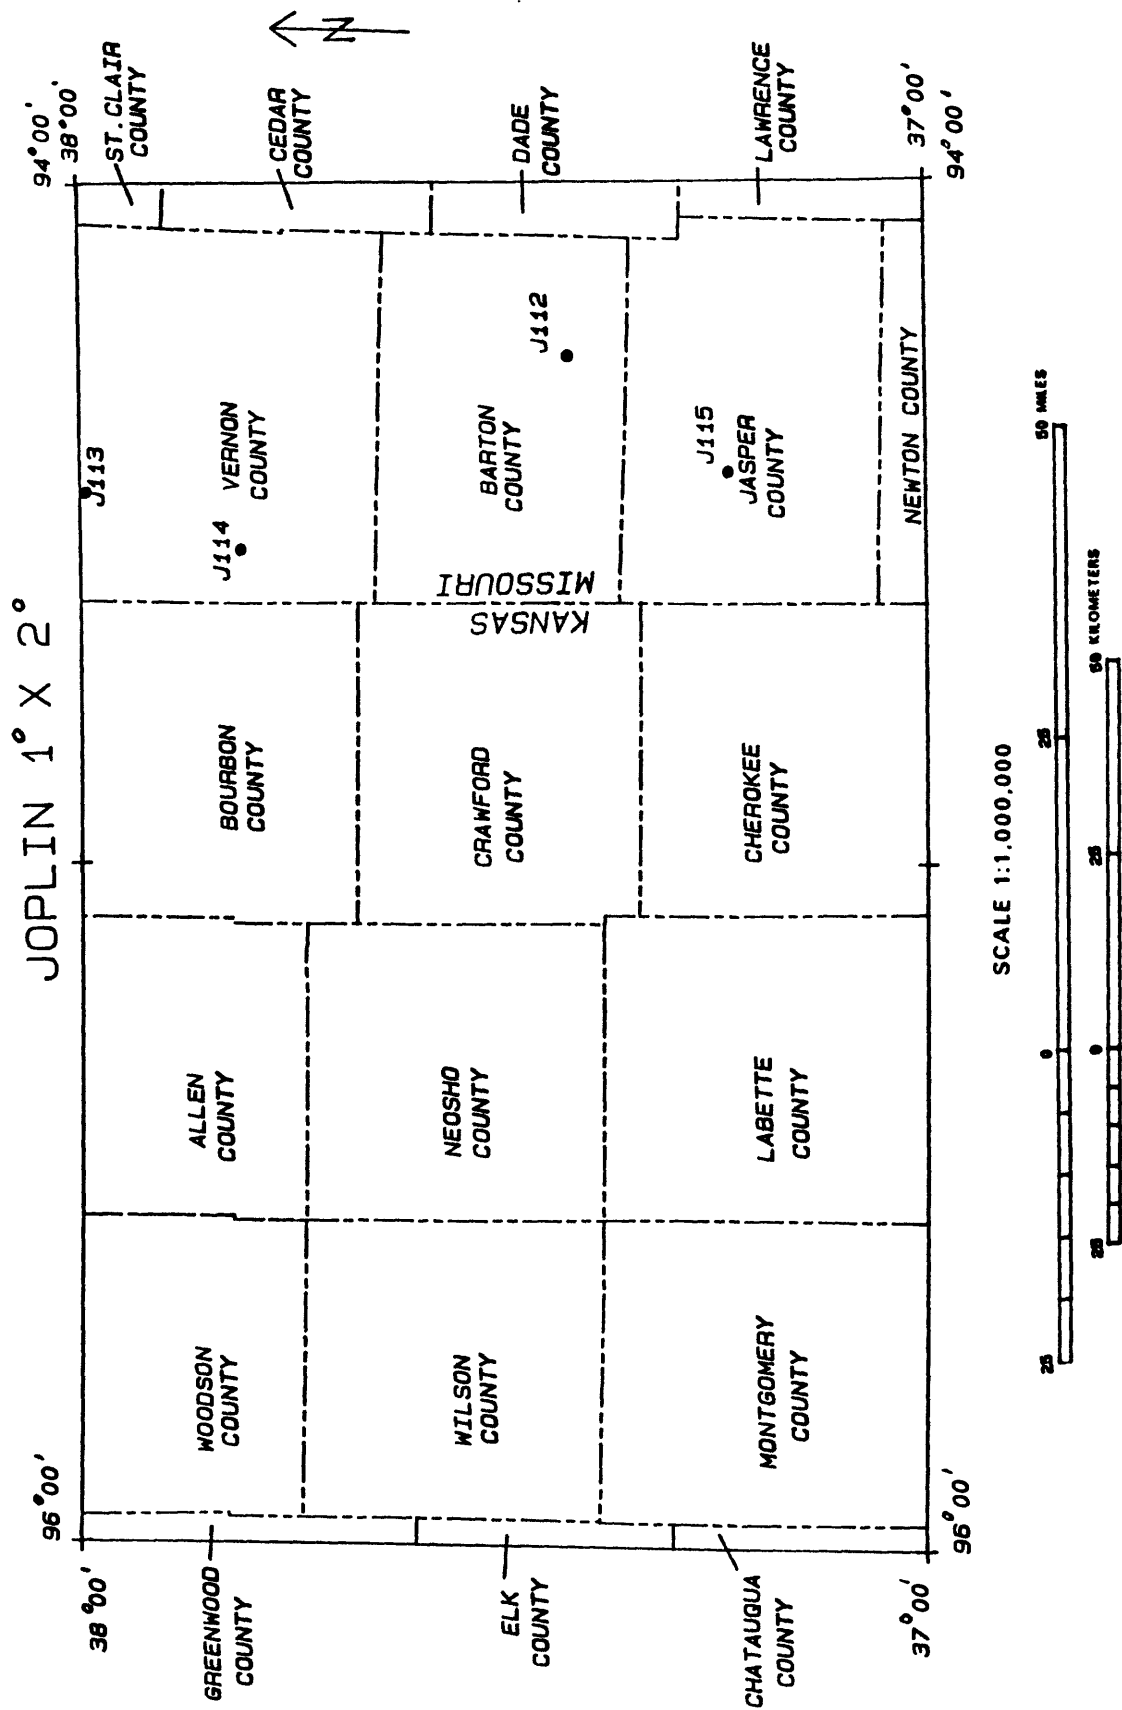 JOPLIN 1° X 2°
96°00'
94°00'
38°00'
38°00'
GREENWOOD
COUNTY
WOODSON
COUNTY
ALLEN
COUNTY
BOURBON
COUNTY
J113
J114
VERNON
COUNTY
ST. CLAIR
COUNTY
CEDAR
COUNTY
N
ELK
COUNTY
WILSON
COUNTY
NEOSHO
COUNTY
CRAWFORD
COUNTY
KANSAS
MISSOURI
BARTON
COUNTY
J112
DADE
COUNTY
CHATAUQUA
COUNTY
MONTGOMERY
COUNTY
LABETTE
COUNTY
CHEROKEE
COUNTY
J115
JASPER
COUNTY
LAWRENCE
COUNTY
NEWTON COUNTY
37°00'
37°00'
96°00'
94°00'
SCALE 1:1,000,000
25 0 25 50 MILES
25 0 25 50 KILOMETERS